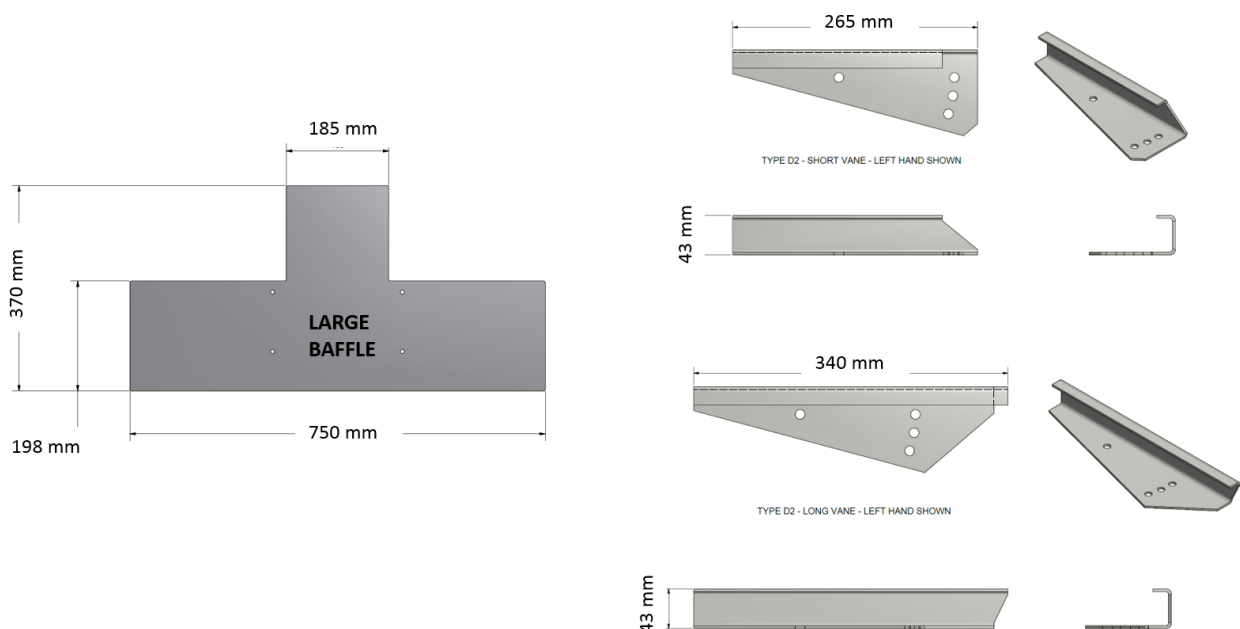 265 mm
TYPE D2 - SHORT VANE - LEFT HAND SHOWN
43 mm
185 mm
370 mm
LARGE
BAFFLE
198 mm
750 mm
340 mm
TYPE D2 - LONG VANE - LEFT HAND SHOWN
43 mm